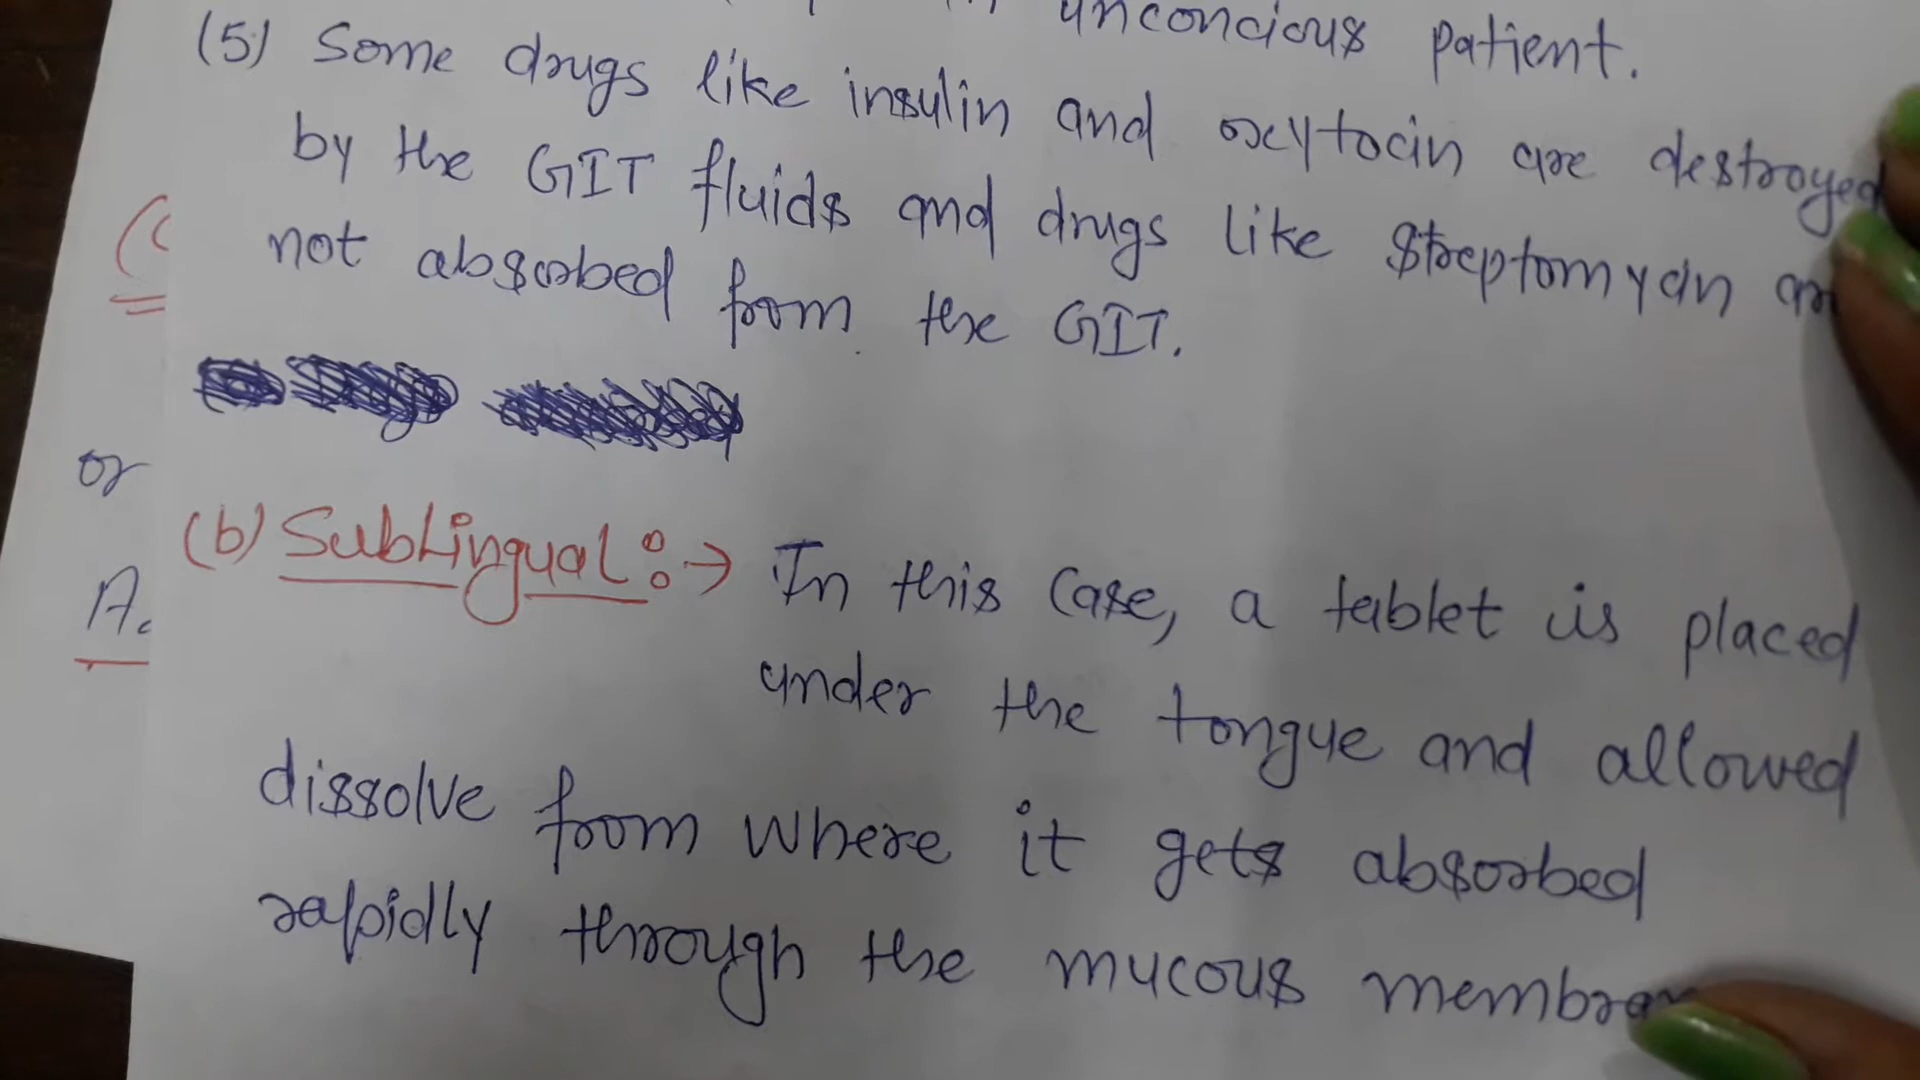 unconcious patient.
(5) Some drugs like insulin and oxytocin are destroyed
by the GIT fluids and drugs like Streptomycin
not absorbed from the GIT.
or
(b) SubLingual :→ In this case, a tablet is placed
under the tongue and allowed
dissolve from where it gets absorbed
rapidly through the mucous